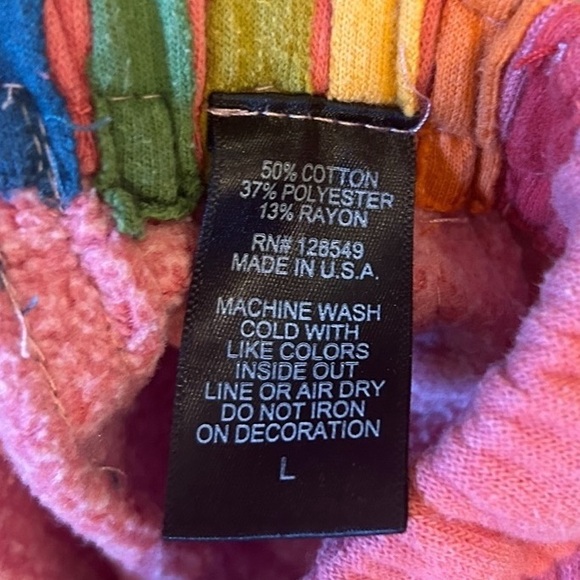 50% COTTON
37% POLYESTER
13% RAYON
RN# 128549
MADE IN U.S.A.
MACHINE WASH
COLD WITH
LIKE COLORS
INSIDE OUT
LINE OR AIR DRY
DO NOT IRON
ON DECORATION
L